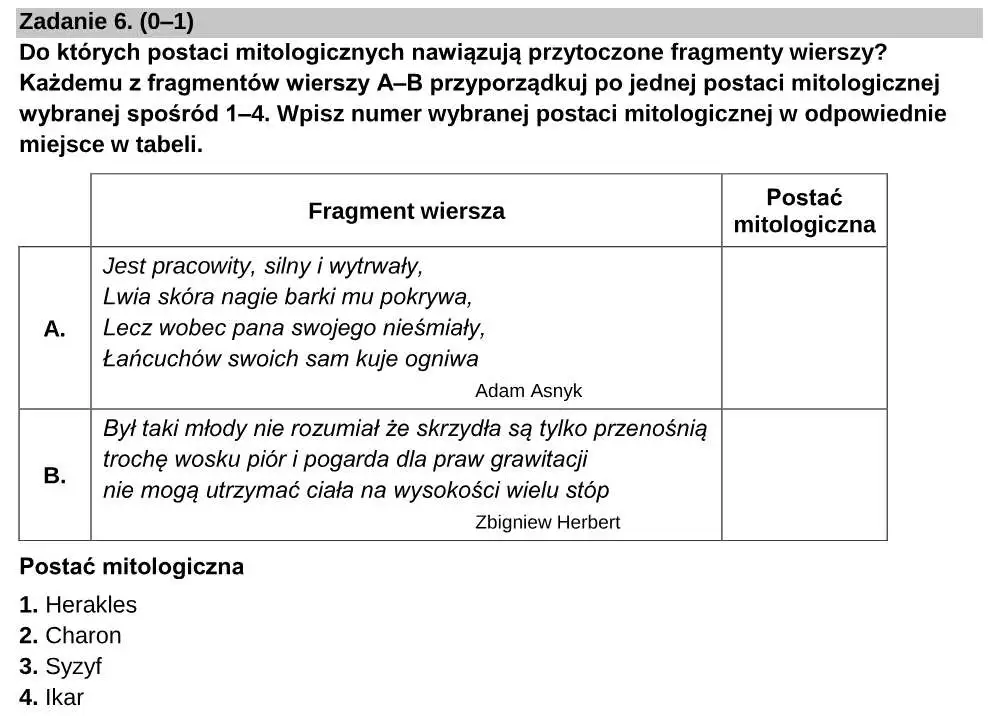 Zadanie 6. (0–1)
Do których postaci mitologicznych nawiązują przytoczone fragmenty wierszy?
Każdemu z fragmentów wierszy A–B przyporządkuj po jednej postaci mitologicznej
wybranej spośród 1–4. Wpisz numer wybranej postaci mitologicznej w odpowiednie
miejsce w tabeli.
Fragment wiersza
Postać
mitologiczna
A.
Jest pracowity, silny i wytrwały,
Lwia skóra nagie barki mu pokrywa,
Lecz wobec pana swojego nieśmiały,
Łańcuchów swoich sam kuje ogniwa
Adam Asnyk
B.
Był taki młody nie rozumiał że skrzydła są tylko przenośnią
trochę wosku piór i pogarda dla praw grawitacji
nie mogą utrzymać ciała na wysokości wielu stóp
Zbigniew Herbert
Postać mitologiczna
1. Herakles
2. Charon
3. Syzyf
4. Ikar